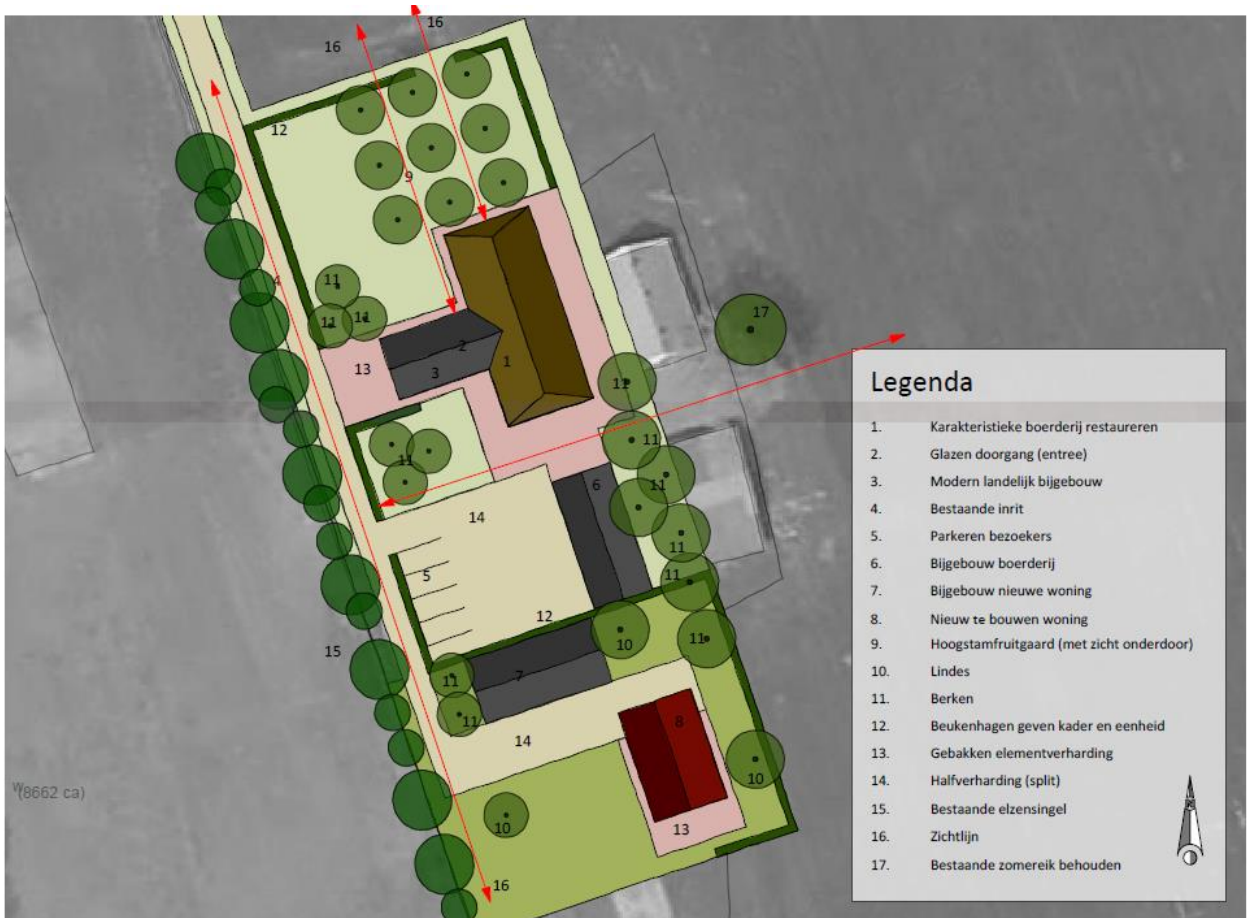 16
16
12
9
4
11
11
11
17
2
13
3
1
11
11
11
6
11
14
11
5
11
12
10
11
15
7
11
11
8
14
10
10
13
16
(8662 ca)
Legenda
1. Karakteristieke boerderij restaureren
2. Glazen doorgang (entree)
3. Modern landelijk bijgebouw
4. Bestaande inrit
5. Parkeren bezoekers
6. Bijgebouw boerderij
7. Bijgebouw nieuwe woning
8. Nieuw te bouwen woning
9. Hoogstamfruitgaard (met zicht onderdoor)
10. Lindes
11. Berken
12. Beukenhagen geven kader en eenheid
13. Gebakken elementverharding
14. Halfverharding (split)
15. Bestaande elzensingel
16. Zichtlijn
17. Bestaande zomereik behouden